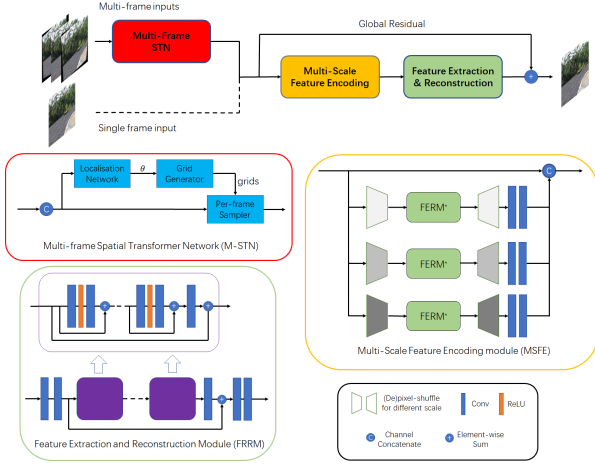 Multi-frame inputs
Multi-Frame
STN
Global Residual
Multi-Scale
Feature Encoding
Feature Extraction
& Reconstruction
+
Single frame input
Localisation
Network
θ
Grid
Generator
grids
C
Per-frame
Sampler
Multi-frame Spatial Transformer Network (M-STN)
C
FERM⁺
FERM⁺
FERM⁺
Multi-Scale Feature Encoding module (MSFE)
+
+
+
+
Feature Extraction and Reconstruction Module (FRRM)
(De)pixel-shuffle
for different scale
Conv
ReLU
C
Channel
Concatenate
+
Element-wise
Sum